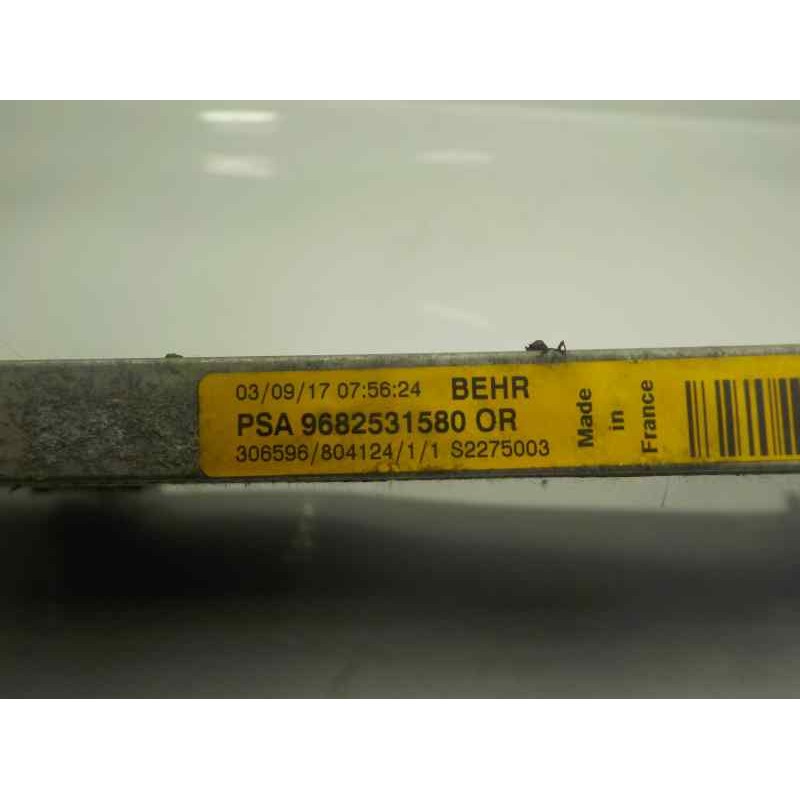 03/09/17 07:56:24 BEHR
PSA 9682531580 OR
306596/804124/1/1 S2275003
Made
in
France